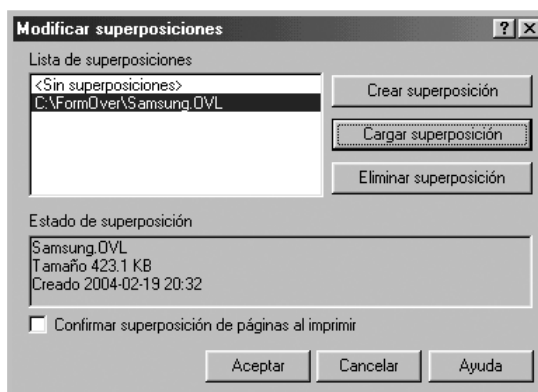 Modificar superposiciones
Lista de superposiciones
<Sin superposiciones>
C:\FormOver\Samsung.OVL
Crear superposición
Cargar superposición
Eliminar superposición
Estado de superposición
Samsung.OVL
Tamaño 423.1 KB
Creado 2004-02-19 20:32
Confirmar superposición de páginas al imprimir
Aceptar
Cancelar
Ayuda